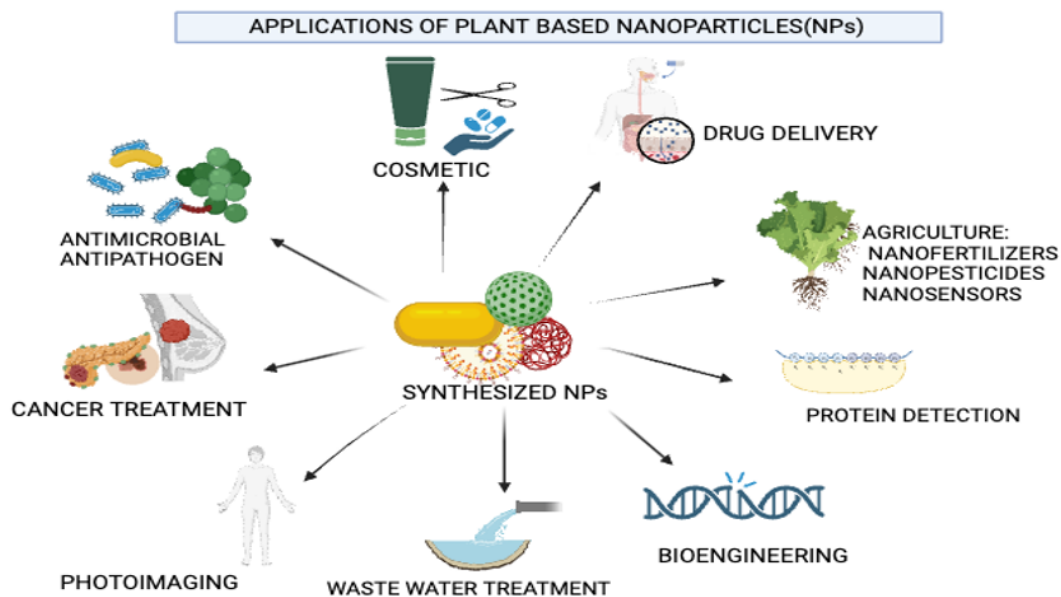 APPLICATIONS OF PLANT BASED NANOPARTICLES(NPs)
COSMETIC
DRUG DELIVERY
ANTIMICROBIAL
ANTIPATHOGEN
AGRICULTURE:
NANOFERTILIZERS
NANOPESTICIDES
NANOSENSORS
SYNTHESIZED NPs
CANCER TREATMENT
PROTEIN DETECTION
PHOTOIMAGING
WASTE WATER TREATMENT
BIOENGINEERING